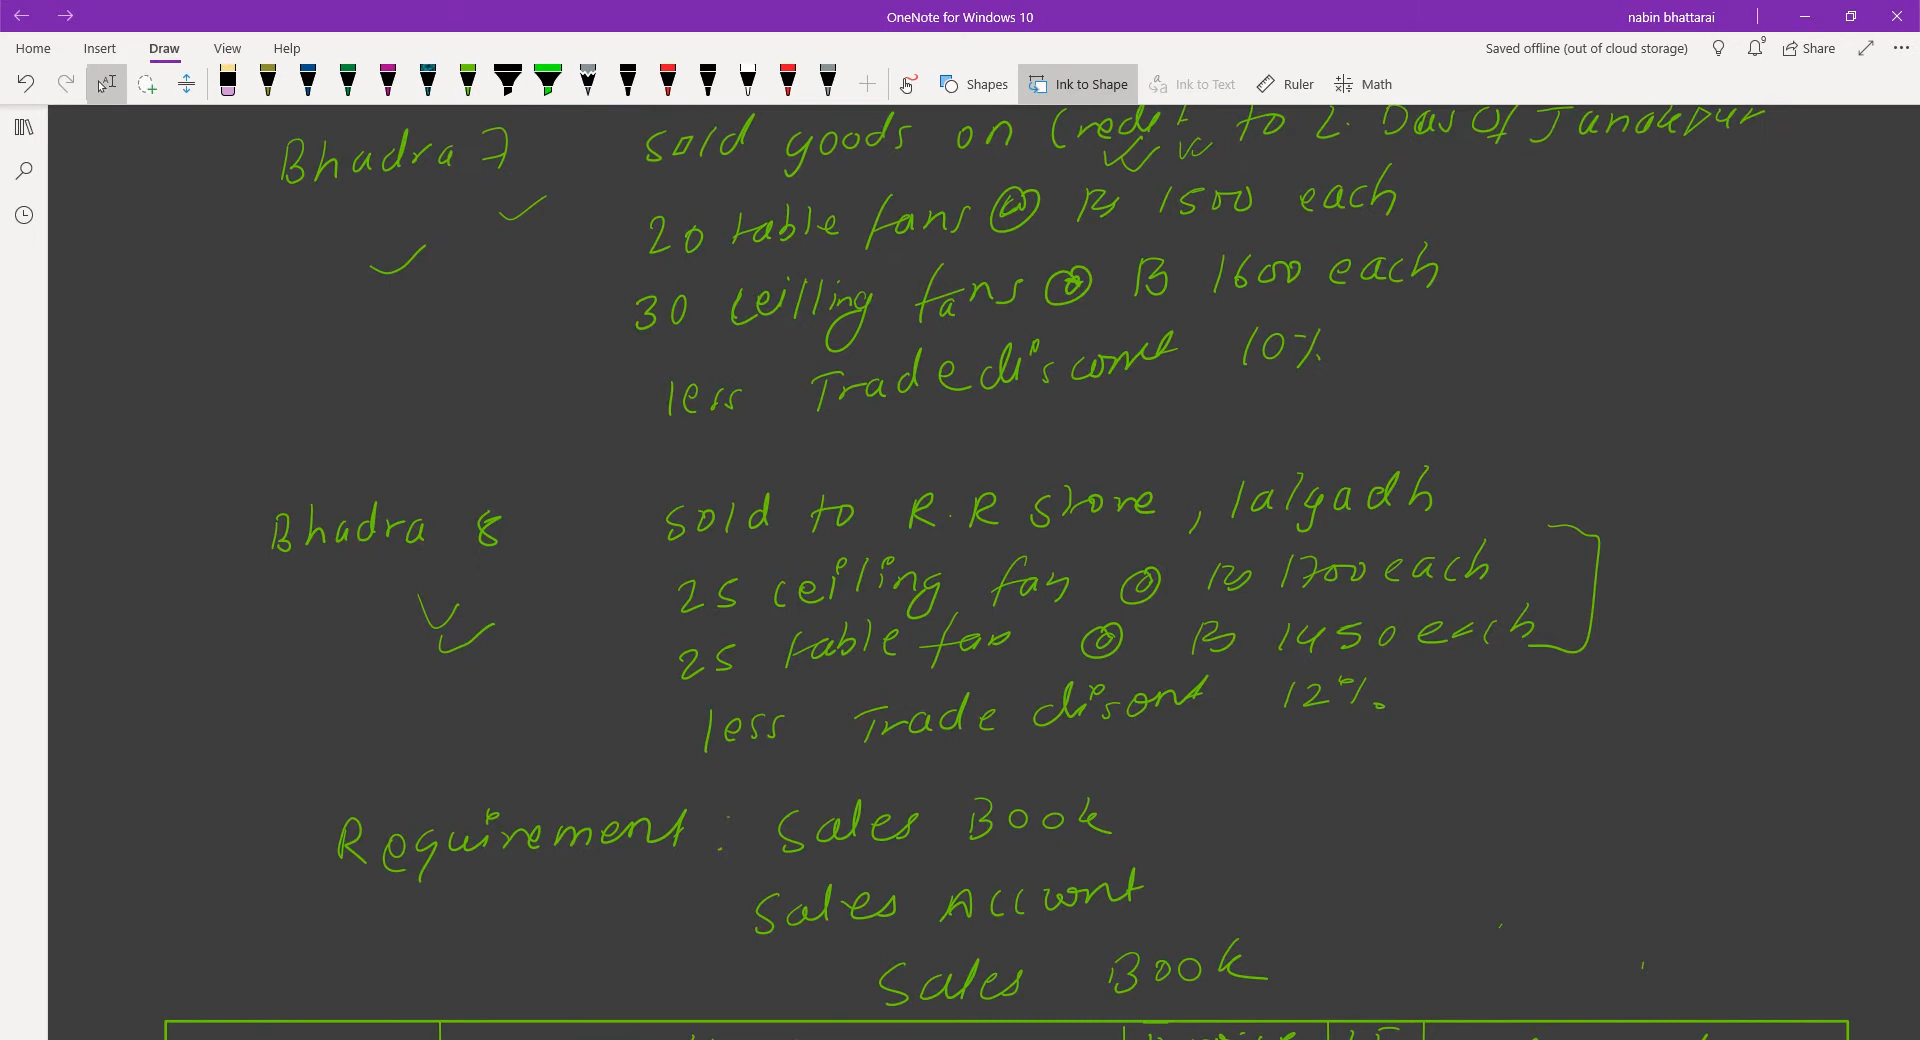 OneNote for Windows 10
nabin bhattarai
Home Insert Draw View Help
Saved offline (out of cloud storage)
9
Share
Shapes
Ink to Shape
Ink to Text
Ruler
Math
Bhadra 7 sold goods on Credit to L. Das Of Janakpur
20 table fans @ Rs 1500 each
30 Ceilling fans @ Rs 1600 each
less Trade discount 10%
Bhadra 8 sold to R.R store, lalgadh
25 ceiling fan @ Rs 1700 each
25 table fan @ Rs 1450 each
less Trade disont 12%.
Requirement : Sales Book
Sales Account
Sales Book